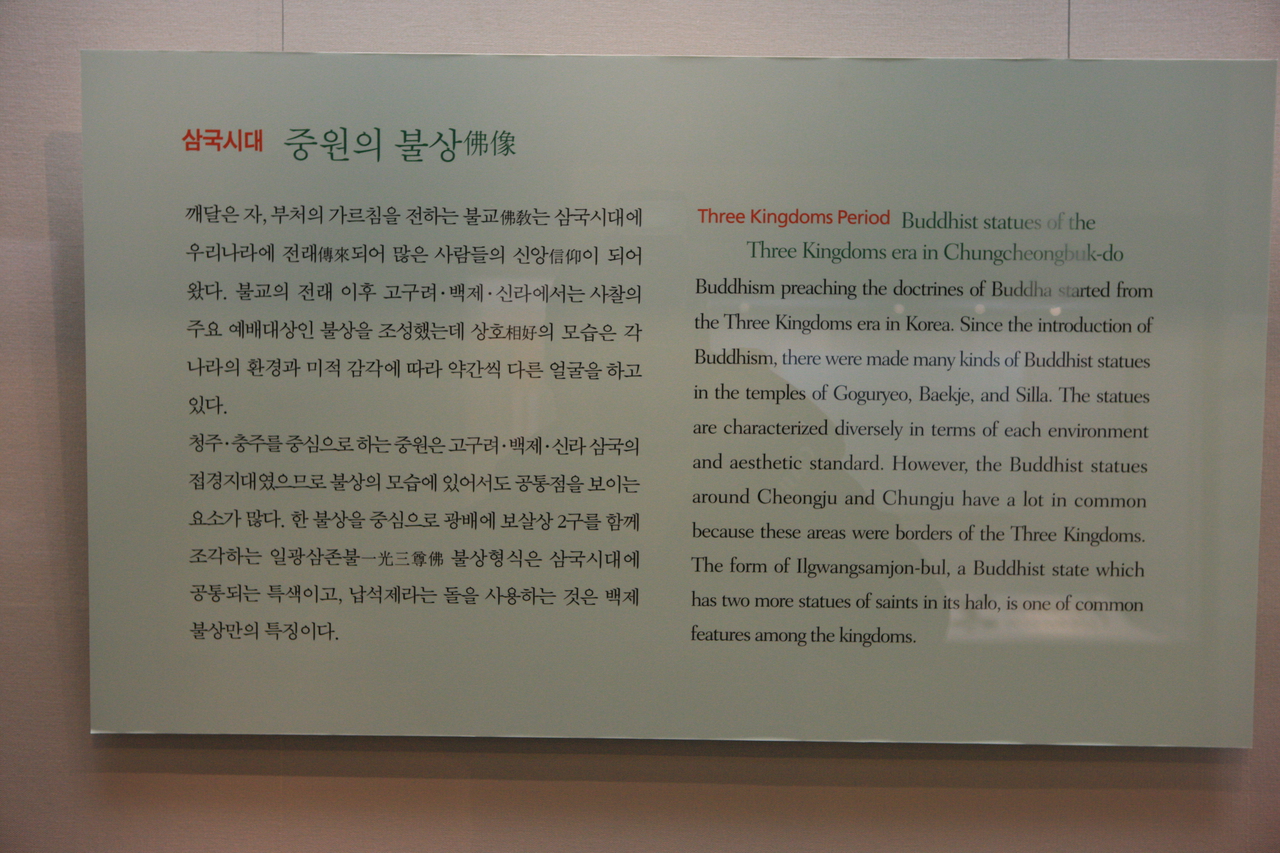 삼국시대 중원의 불상佛像
깨달은 자, 부처의 가르침을 전하는 불교佛敎는 삼국시대에
우리나라에 전래傳來되어 많은 사람들의 신앙信仰이 되어
왔다. 불교의 전래 이후 고구려·백제·신라에서는 사찰의
주요 예배대상인 불상을 조성했는데 상호相好의 모습은 각
나라의 환경과 미적 감각에 따라 약간씩 다른 얼굴을 하고
있다.
청주·충주를 중심으로 하는 중원은 고구려·백제·신라 삼국의
접경지대였으므로 불상의 모습에 있어서도 공통점을 보이는
요소가 많다. 한 불상을 중심으로 광배에 보살상 2구를 함께
조각하는 일광삼존불一光三尊佛 불상형식은 삼국시대에
공통되는 특색이고, 납석제라는 돌을 사용하는 것은 백제
불상만의 특징이다.
Three Kingdoms Period Buddhist statues of the
Three Kingdoms era in Chungcheongbuk-do
Buddhism preaching the doctrines of Buddha started from
the Three Kingdoms era in Korea. Since the introduction of
Buddhism, there were made many kinds of Buddhist statues
in the temples of Goguryeo, Baekje, and Silla. The statues
are characterized diversely in terms of each environment
and aesthetic standard. However, the Buddhist statues
around Cheongju and Chungju have a lot in common
because these areas were borders of the Three Kingdoms.
The form of Ilgwangsamjon-bul, a Buddhist state which
has two more statues of saints in its halo, is one of common
features among the kingdoms.